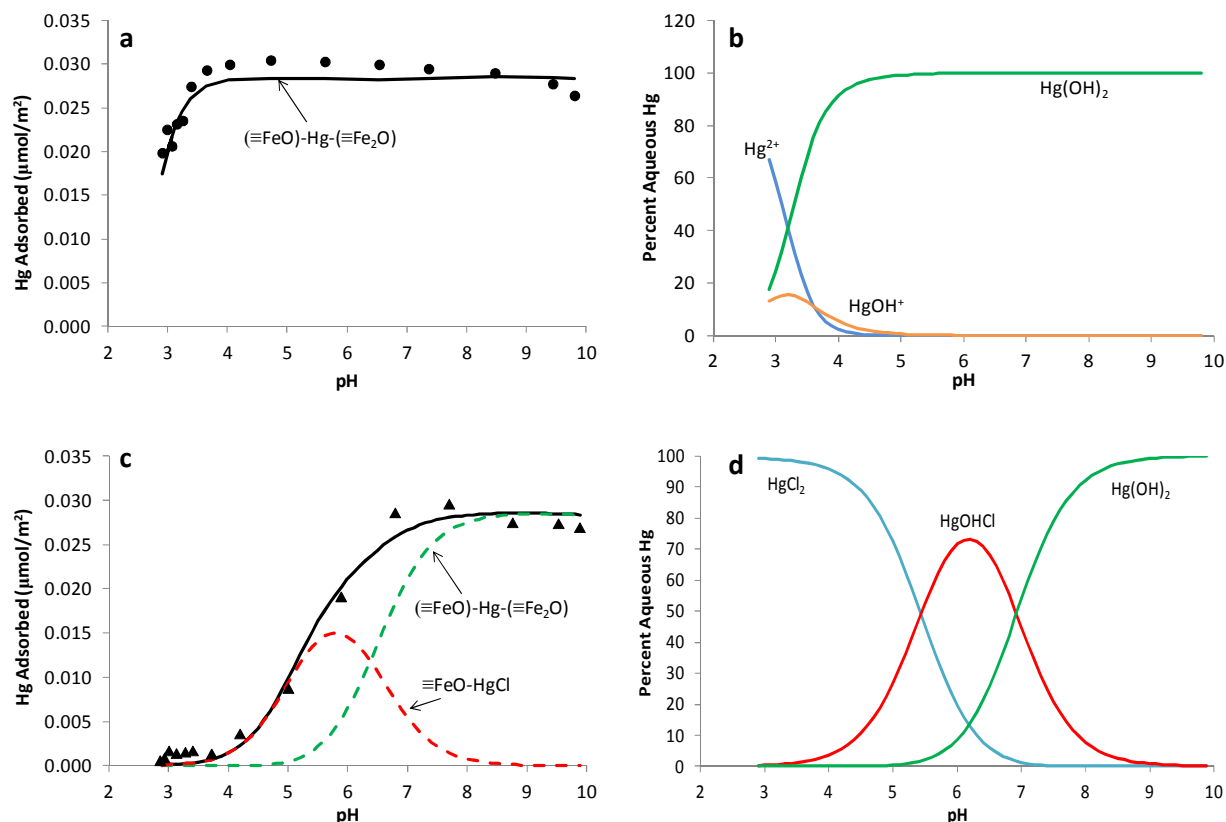 a
0.035
0.030
0.025
0.020
0.015
0.010
0.005
0.000
Hg Adsorbed (µmol/m²)
(≡FeO)-Hg-(≡Fe₂O)
2 3 4 5 6 7 8 9 10
pH
b
120
100
80
60
40
20
0
Percent Aqueous Hg
Hg²⁺
Hg(OH)₂
HgOH⁺
2 3 4 5 6 7 8 9 10
pH
c
0.035
0.030
0.025
0.020
0.015
0.010
0.005
0.000
Hg Adsorbed (µmol/m²)
(≡FeO)-Hg-(≡Fe₂O)
≡FeO-HgCl
2 3 4 5 6 7 8 9 10
pH
d
100
90
80
70
60
50
40
30
20
10
0
Percent Aqueous Hg
HgCl₂
HgOHCl
Hg(OH)₂
2 3 4 5 6 7 8 9 10
pH